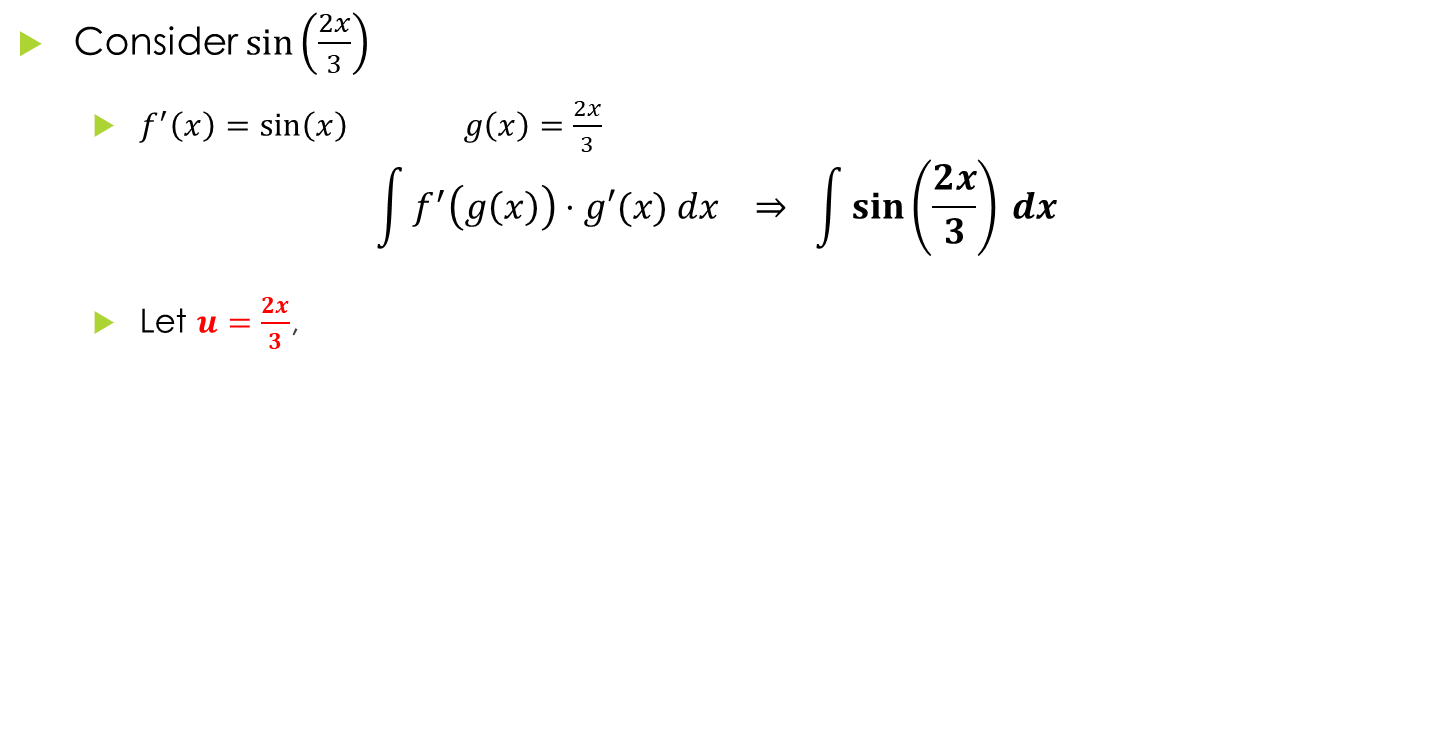 Consider sin(2x/3)
f′(x) = sin(x) g(x) = 2x/3
∫ f′(g(x)) · g′(x) dx ⇒ ∫ sin(2x/3) dx
Let u = 2x/3,